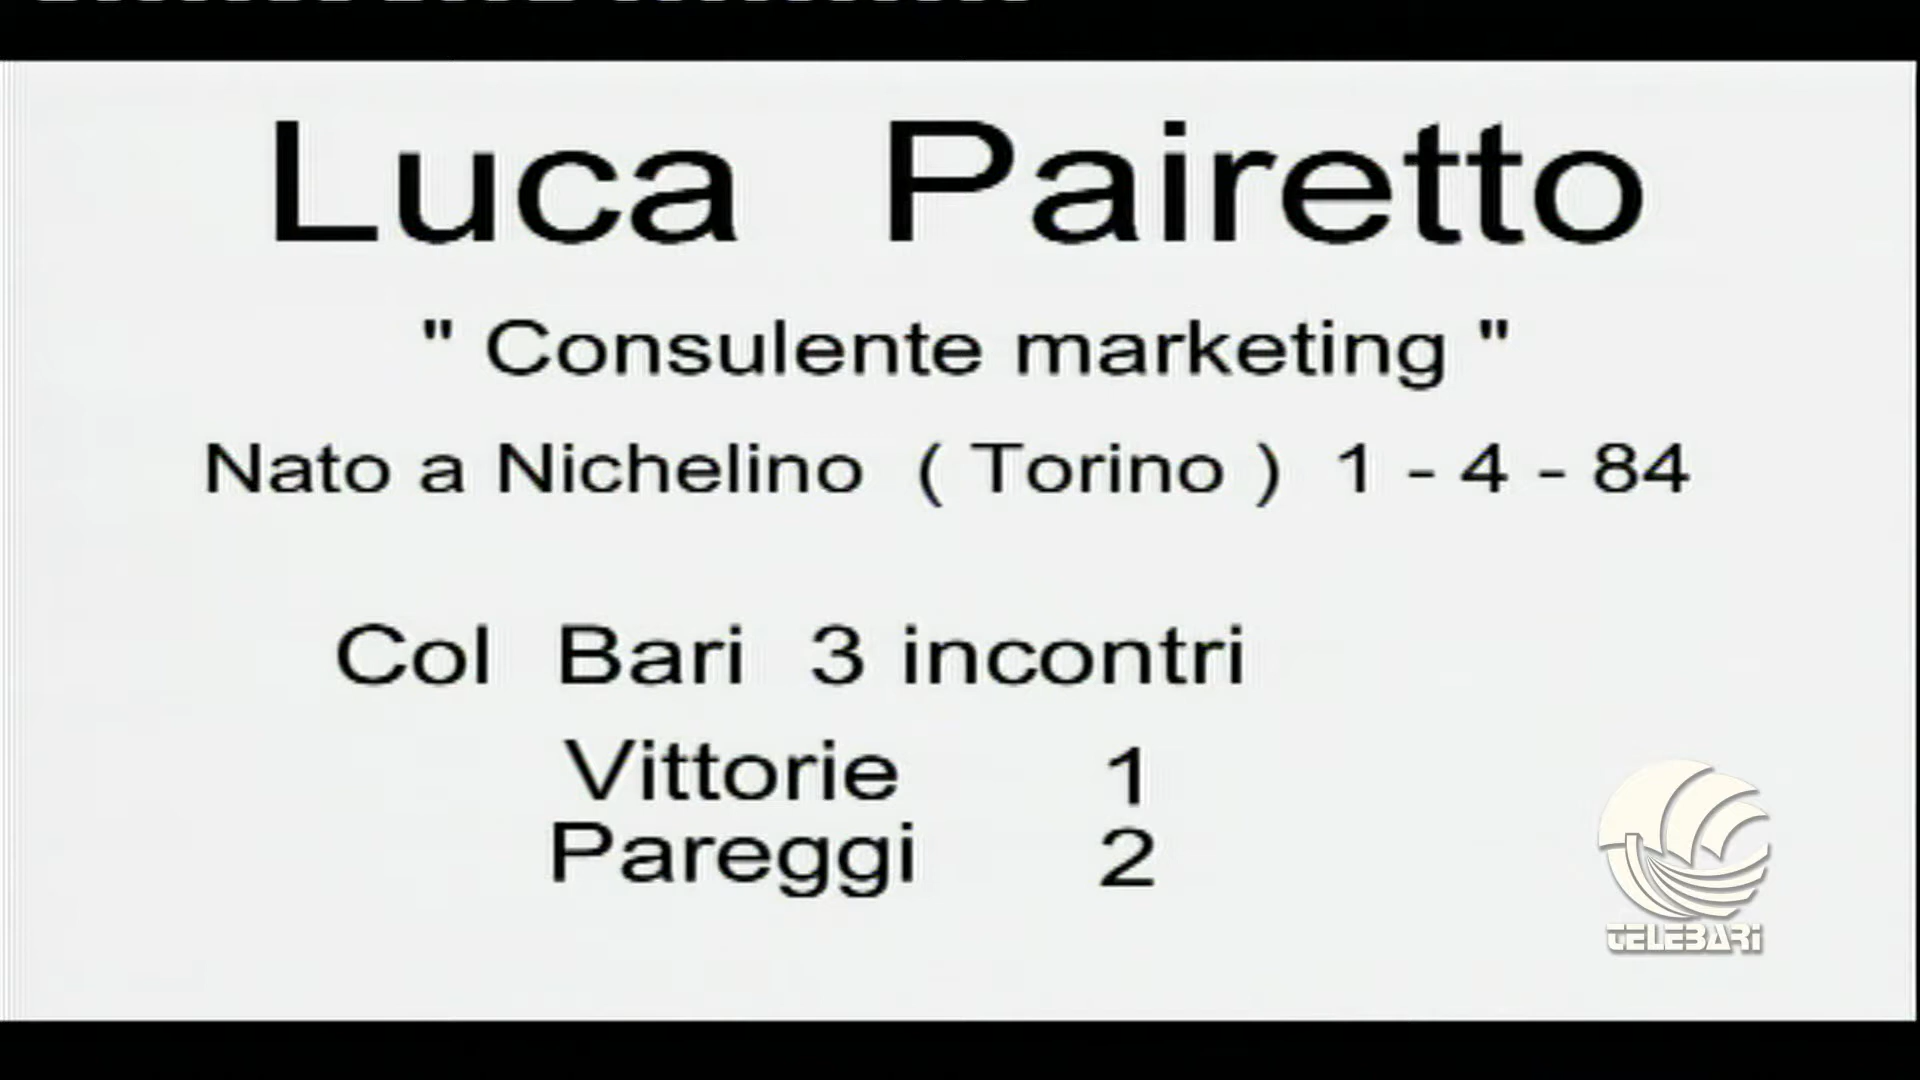 Luca Pairetto
" Consulente marketing "
Nato a Nichelino ( Torino ) 1 - 4 - 84
Col Bari 3 incontri
Vittorie 1
Pareggi 2
TELEBARI